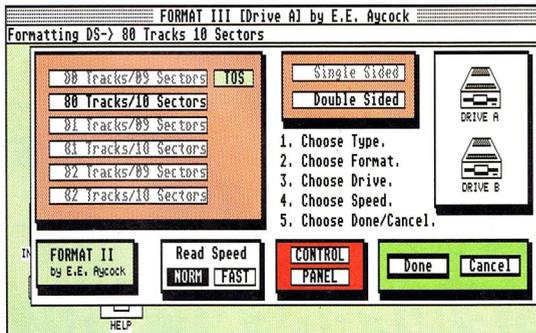 FORMAT III [Drive A] by E.E. Aycock
Formatting DS-> 80 Tracks 10 Sectors
80 Tracks/09 Sectors TOS
80 Tracks/10 Sectors
81 Tracks/09 Sectors
81 Tracks/10 Sectors
82 Tracks/09 Sectors
82 Tracks/10 Sectors
Single Sided
Double Sided
1. Choose Type.
2. Choose Format.
3. Choose Drive.
4. Choose Speed.
5. Choose Done/Cancel.
DRIVE A
DRIVE B
FORMAT II
by E.E. Aycock
Read Speed
NORM FAST
CONTROL
PANEL
Done Cancel
HELP